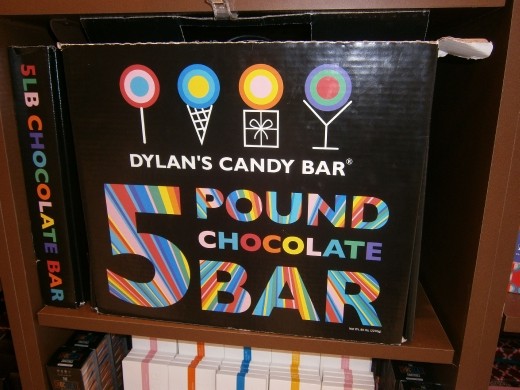 5LB CHOCOLATE BAR
DYLAN'S CANDY BAR®
5 POUND
CHOCOLATE
BAR